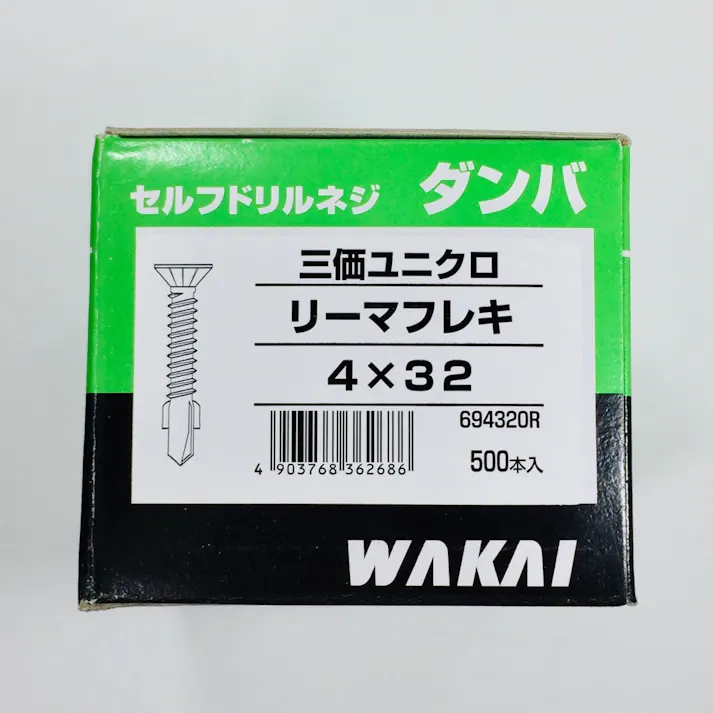 セルフドリルネジ ダンバ
三価ユニクロ
リーマフレキ
4×32
694320R
4 903768 362686
500本入
WAKAI